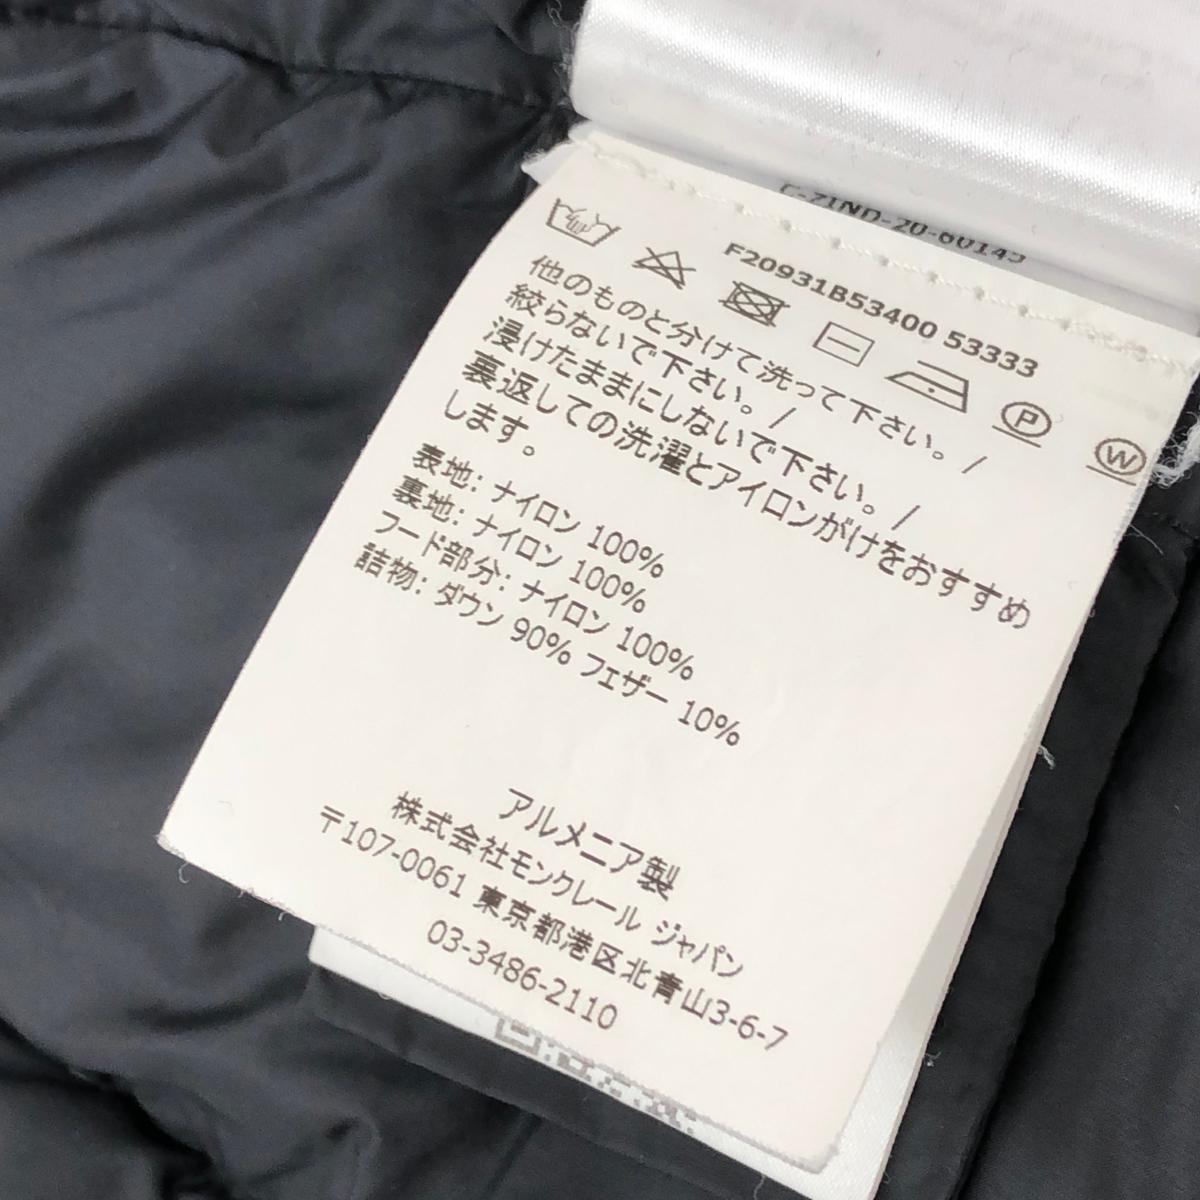 F20931B53400 53333
P
W
他のものと分けて洗って下さい。/
絞らないで下さい。/
浸けたままにしないで下さい。/
裏返しての洗濯とアイロンがけをおすすめ
します。
表地: ナイロン 100%
裏地: ナイロン 100%
フード部分: ナイロン 100%
詰物: ダウン 90% フェザー 10%
アルメニア製
株式会社モンクレール ジャパン
〒107-0061 東京都港区北青山3-6-7
03-3486-2110